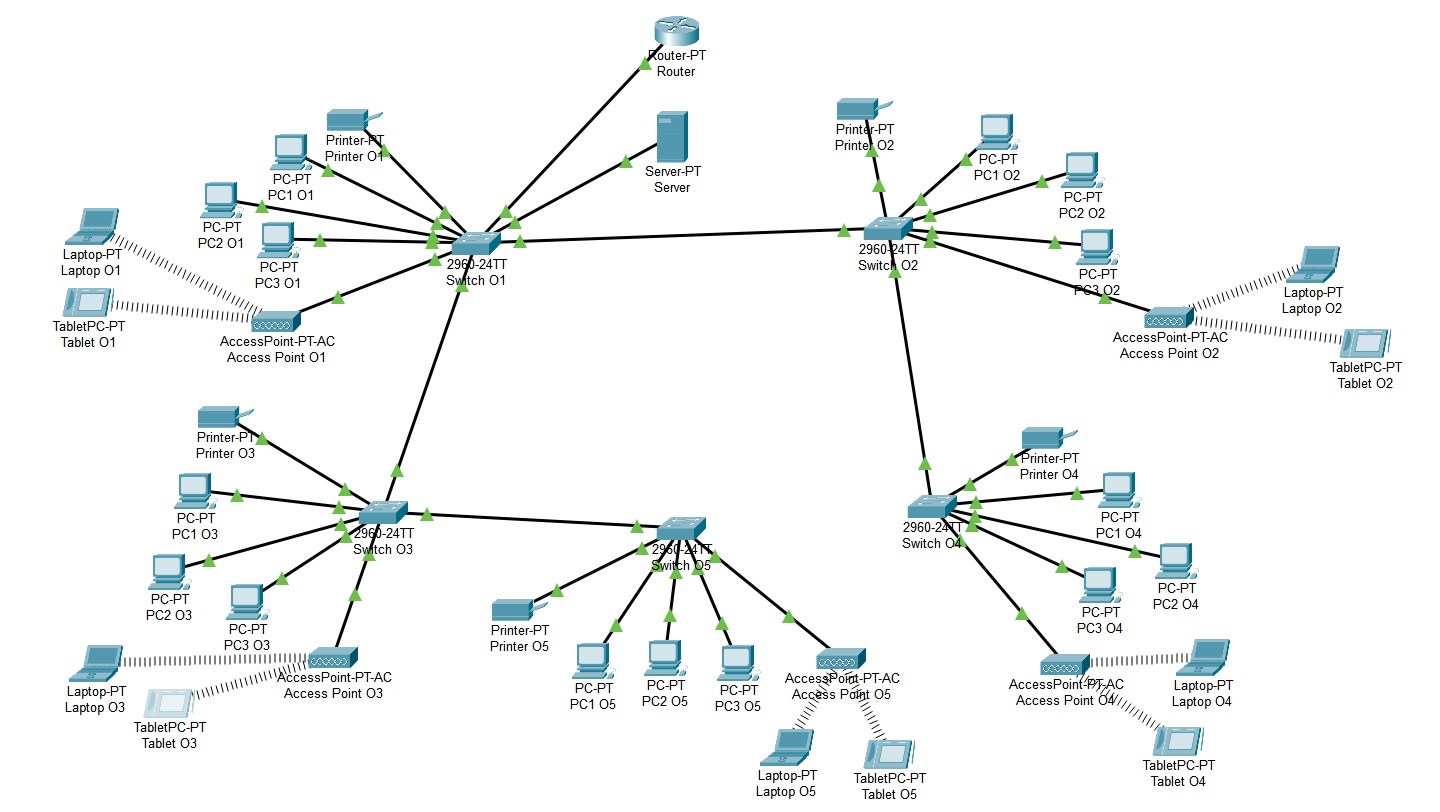 Router-PT
Router
Printer-PT
Printer O1
PC-PT
PC1 O1
PC-PT
PC2 O1
PC-PT
PC3 O1
Laptop-PT
Laptop O1
TabletPC-PT
Tablet O1
AccessPoint-PT-AC
Access Point O1
2960-24TT
Switch O1
Server-PT
Server
Printer-PT
Printer O2
PC-PT
PC1 O2
PC-PT
PC2 O2
PC-PT
PC3 O2
2960-24TT
Switch O2
AccessPoint-PT-AC
Access Point O2
Laptop-PT
Laptop O2
TabletPC-PT
Tablet O2
Printer-PT
Printer O3
PC-PT
PC1 O3
PC-PT
PC2 O3
PC-PT
PC3 O3
2960-24TT
Switch O3
Laptop-PT
Laptop O3
TabletPC-PT
Tablet O3
AccessPoint-PT-AC
Access Point O3
2960-24TT
Switch O5
Printer-PT
Printer O5
PC-PT
PC1 O5
PC-PT
PC2 O5
PC-PT
PC3 O5
AccessPoint-PT-AC
Access Point O5
Laptop-PT
Laptop O5
TabletPC-PT
Tablet O5
Printer-PT
Printer O4
2960-24TT
Switch O4
PC-PT
PC1 O4
PC-PT
PC2 O4
PC-PT
PC3 O4
AccessPoint-PT-AC
Access Point O4
Laptop-PT
Laptop O4
TabletPC-PT
Tablet O4